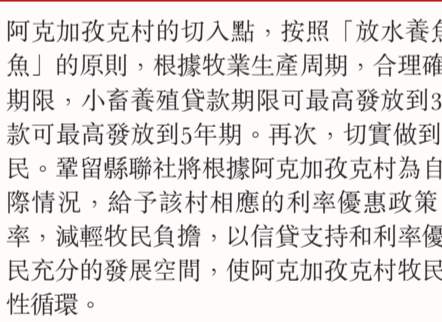 阿克加孜克村的切入點，按照「放水養魚
魚」的原則，根據牧業生產周期，合理確
期限，小畜養殖貸款期限可最高發放到3
款可最高發放到5年期。再次，切實做到
民。鞏留縣聯社將根據阿克加孜克村為自
際情況，給予該村相應的利率優惠政策
率，減輕牧民負擔，以信貸支持和利率優
民充分的發展空間，使阿克加孜克村牧民
性循環。